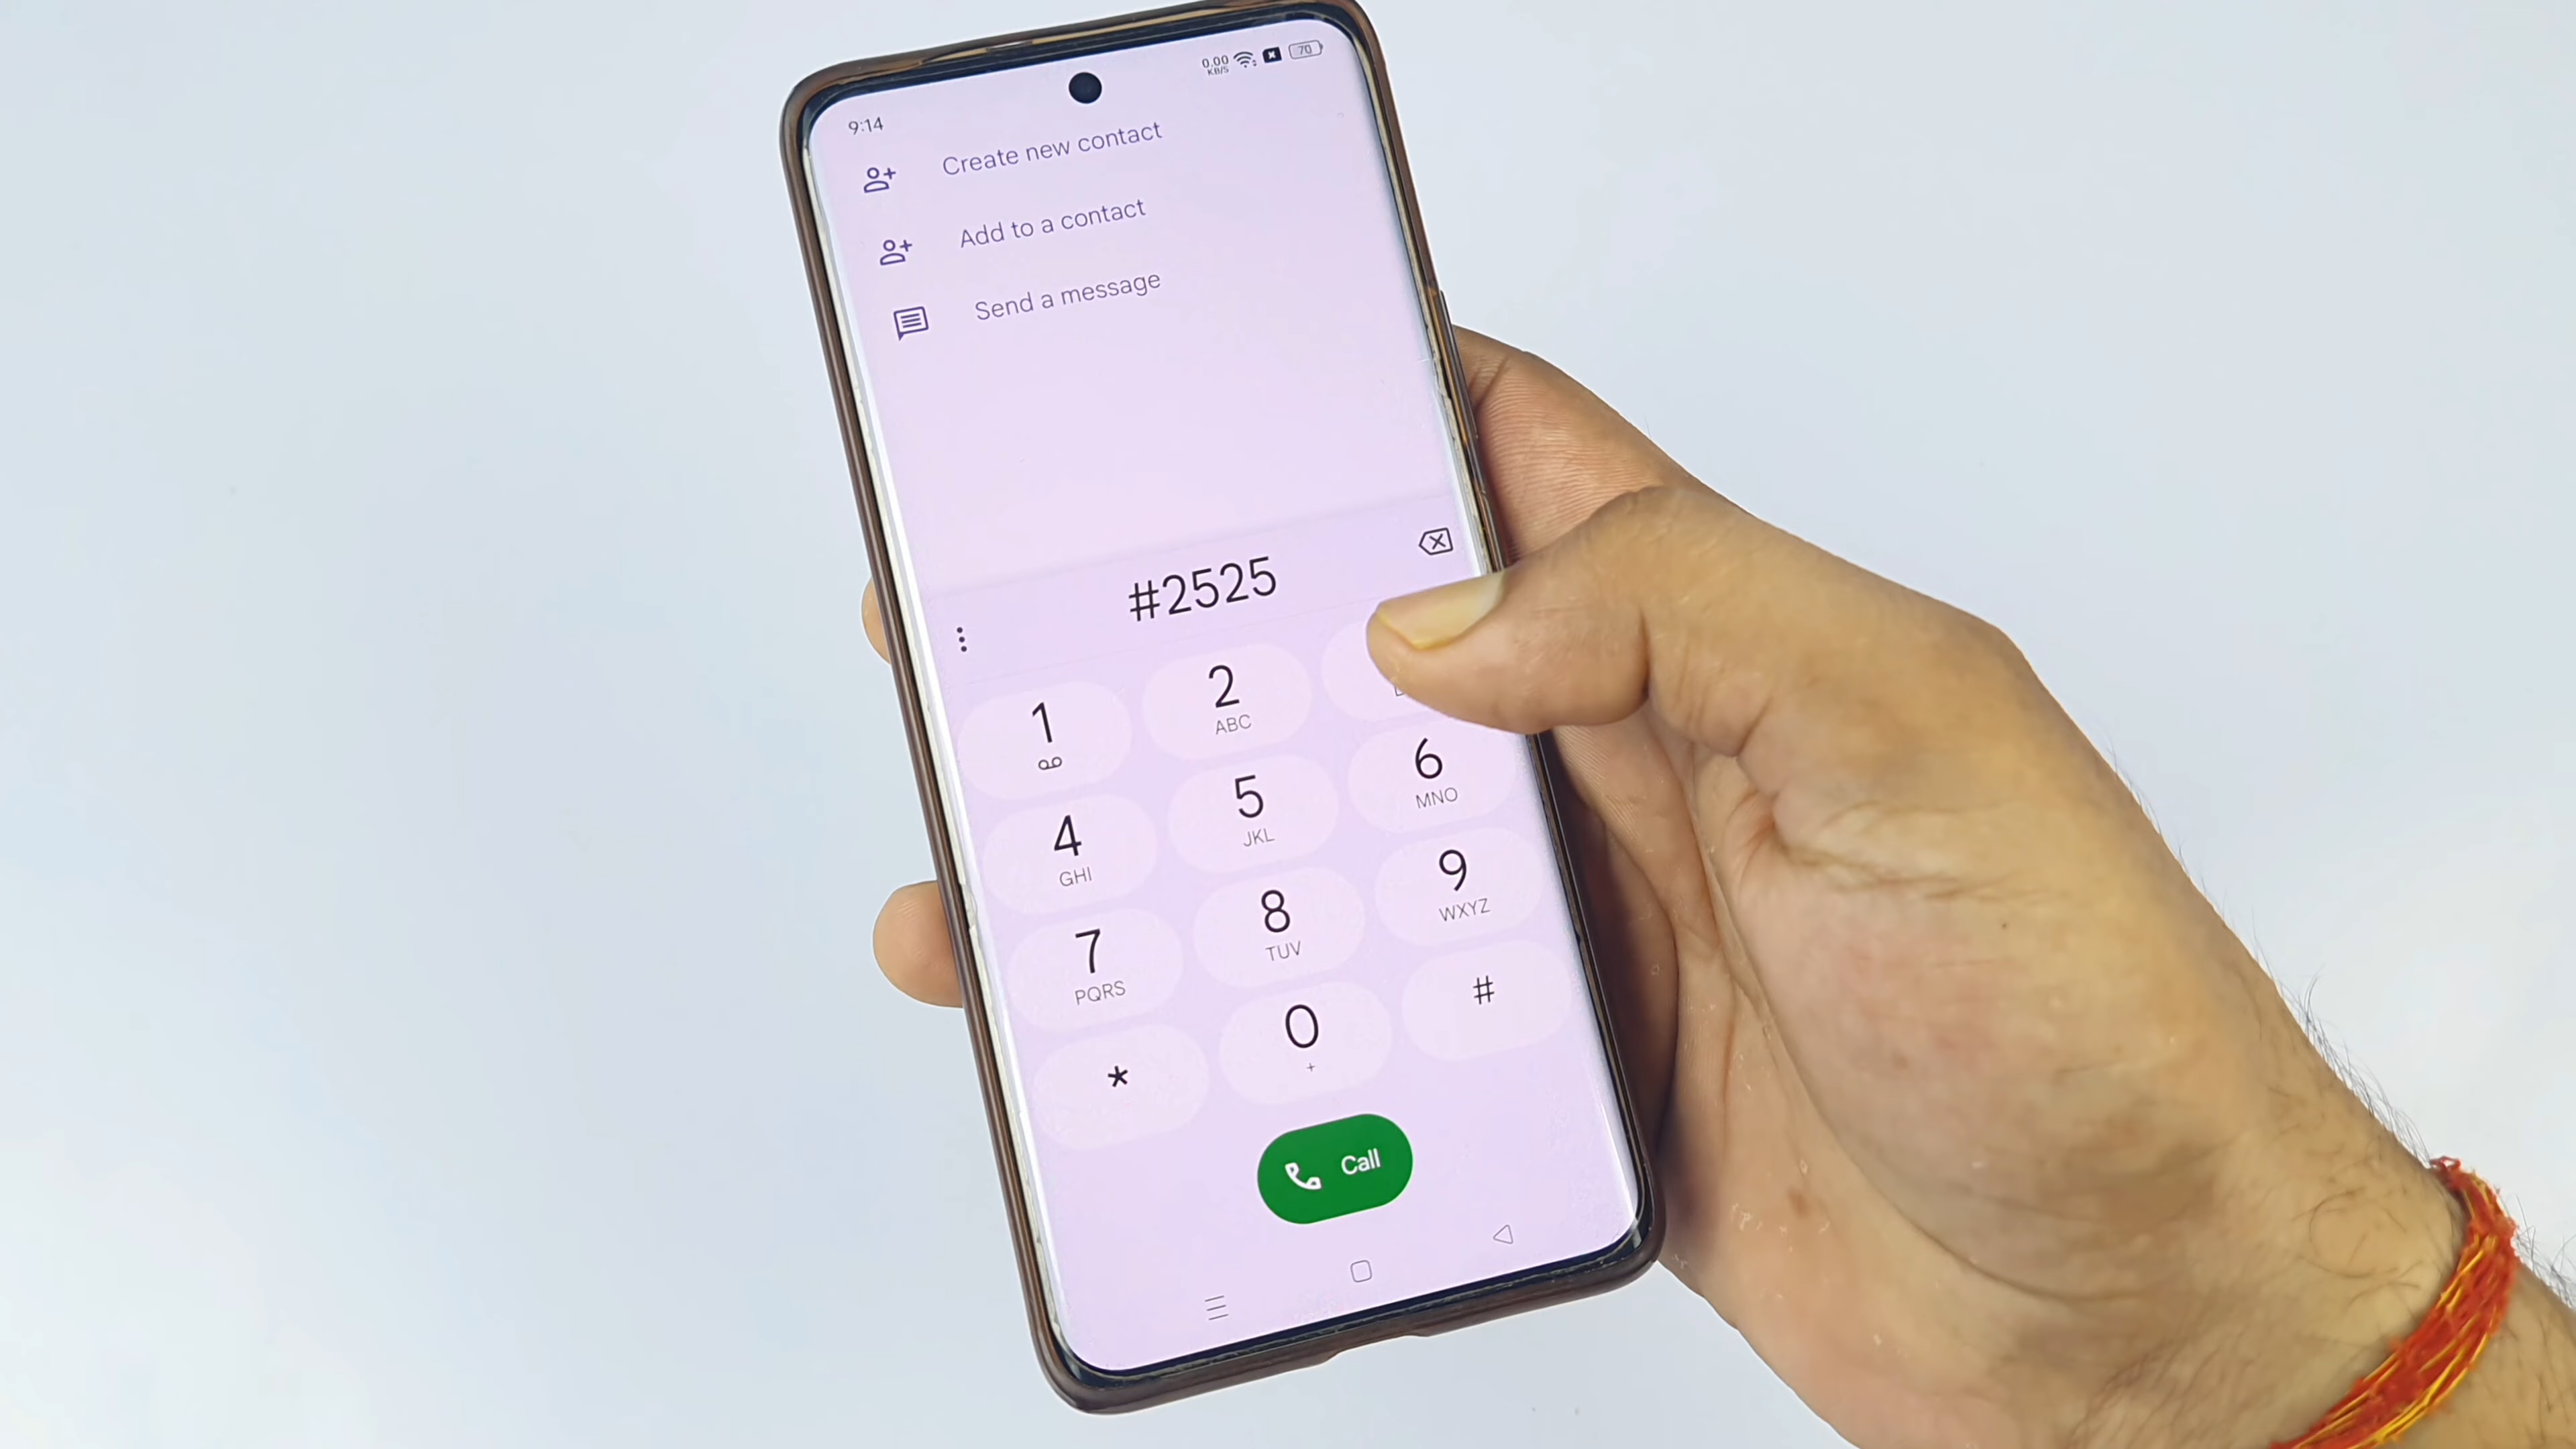 9:14
0.00
KB/S
70
Create new contact
Add to a contact
Send a message
#2525
1
2
ABC
4
GHI
5
JKL
6
MNO
7
PQRS
8
TUV
9
WXYZ
*
0
+
#
Call